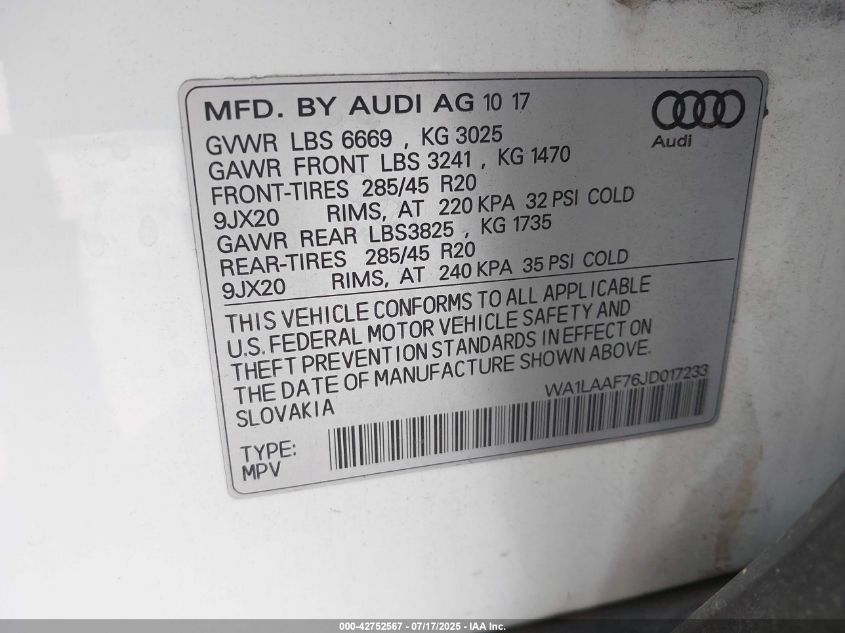 MFD. BY AUDI AG 10 17
Audi
GVWR LBS 6669 , KG 3025
GAWR FRONT LBS 3241 , KG 1470
FRONT-TIRES 285/45 R20
9JX20 RIMS, AT 220 KPA 32 PSI COLD
GAWR REAR LBS3825 , KG 1735
REAR-TIRES 285/45 R20
9JX20 RIMS, AT 240 KPA 35 PSI COLD
THIS VEHICLE CONFORMS TO ALL APPLICABLE
U.S. FEDERAL MOTOR VEHICLE SAFETY AND
THEFT PREVENTION STANDARDS IN EFFECT ON
THE DATE OF MANUFACTURE SHOWN ABOVE.
SLOVAKIA
WA1LAAF76JD017233
TYPE:
MPV
000-42752567 - 07/17/2025 - IAA Inc.